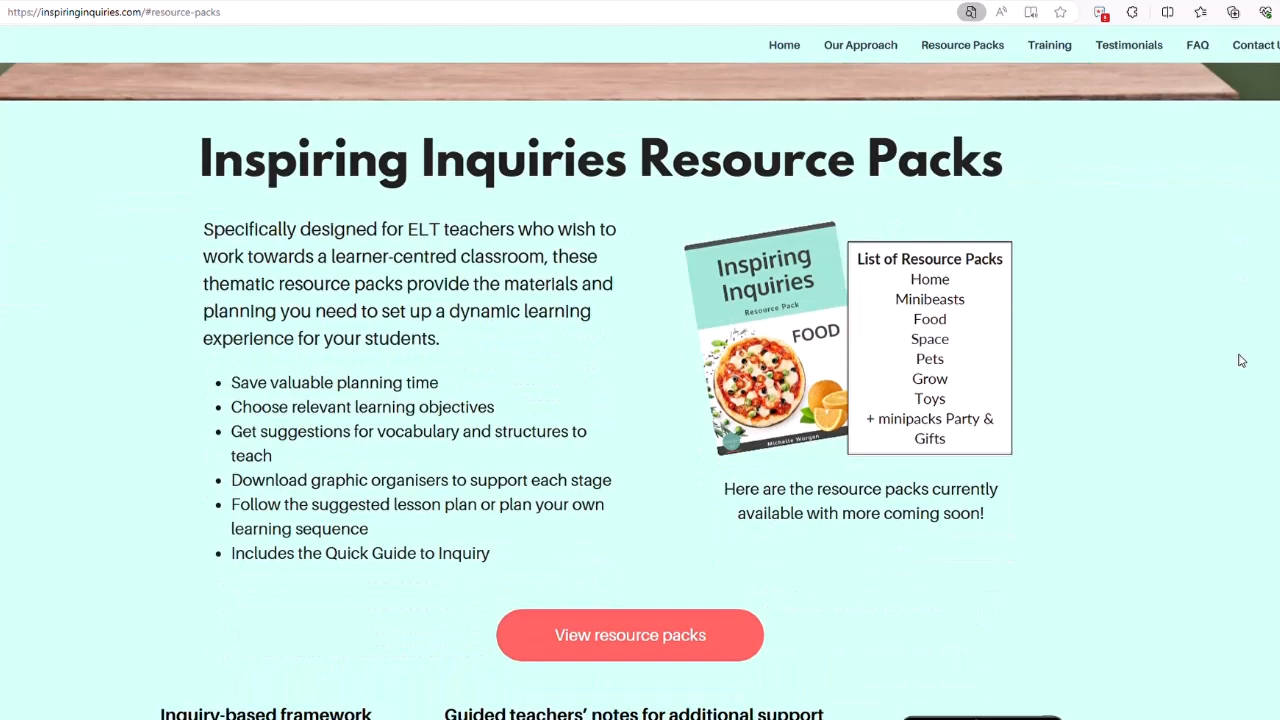 https://inspiringinquiries.com/#resource-packs
Home
Our Approach
Resource Packs
Training
Testimonials
FAQ
Contact U
Inspiring Inquiries Resource Packs
Specifically designed for ELT teachers who wish to
work towards a learner-centred classroom, these
thematic resource packs provide the materials and
planning you need to set up a dynamic learning
experience for your students.
• Save valuable planning time
• Choose relevant learning objectives
• Get suggestions for vocabulary and structures to
teach
• Download graphic organisers to support each stage
• Follow the suggested lesson plan or plan your own
learning sequence
• Includes the Quick Guide to Inquiry
Inspiring
Inquiries
Resource Pack
FOOD
Michelle Worgan
List of Resource Packs
Home
Minibeasts
Food
Space
Pets
Grow
Toys
+ minipacks Party &
Gifts
Here are the resource packs currently
available with more coming soon!
View resource packs
Inquiry-based framework
Guided teachers' notes for additional support